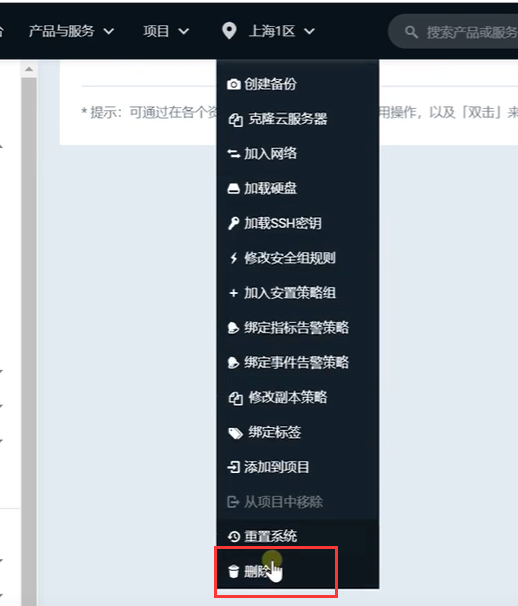 产品与服务 项目 上海1区 搜索产品或服务
* 提示：可通过在各个资 用操作，以及「双击」来
创建备份
克隆云服务器
加入网络
加载硬盘
加载SSH密钥
修改安全组规则
加入安置策略组
绑定指标告警策略
绑定事件告警策略
修改副本策略
绑定标签
添加到项目
从项目中移除
重置系统
删除